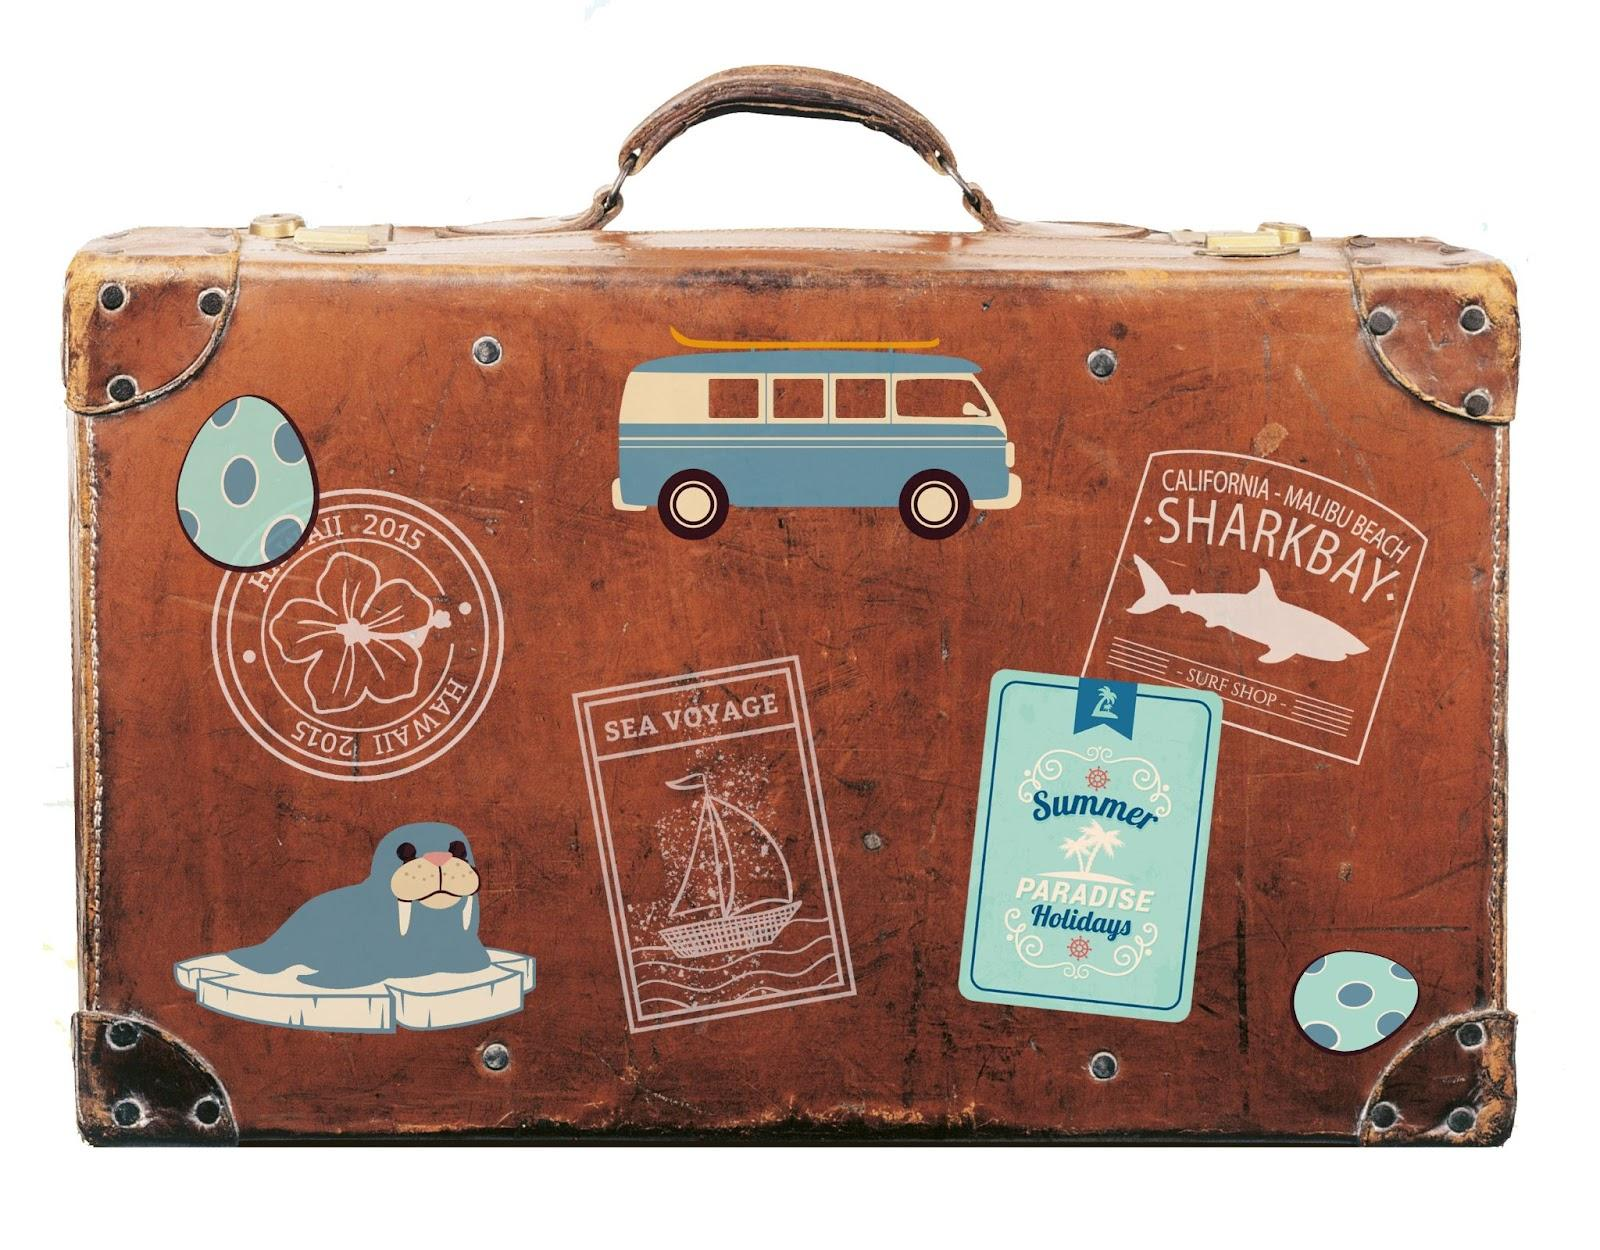 HAWAII 2015
HAWAII 2015
SEA VOYAGE
CALIFORNIA - MALIBU BEACH
·SHARKBAY·
- SURF SHOP -
Summer
PARADISE
Holidays